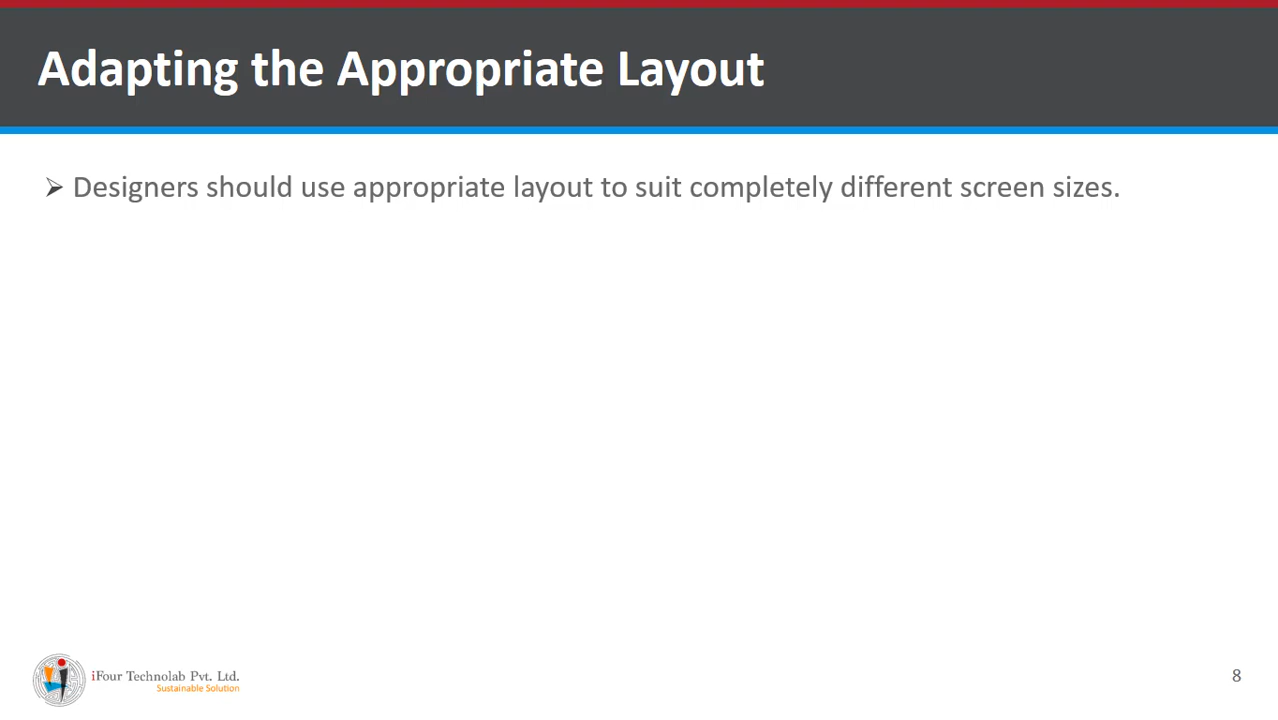 Adapting the Appropriate Layout
➢ Designers should use appropriate layout to suit completely different screen sizes.
iFour Technolab Pvt. Ltd.
Sustainable Solution
8